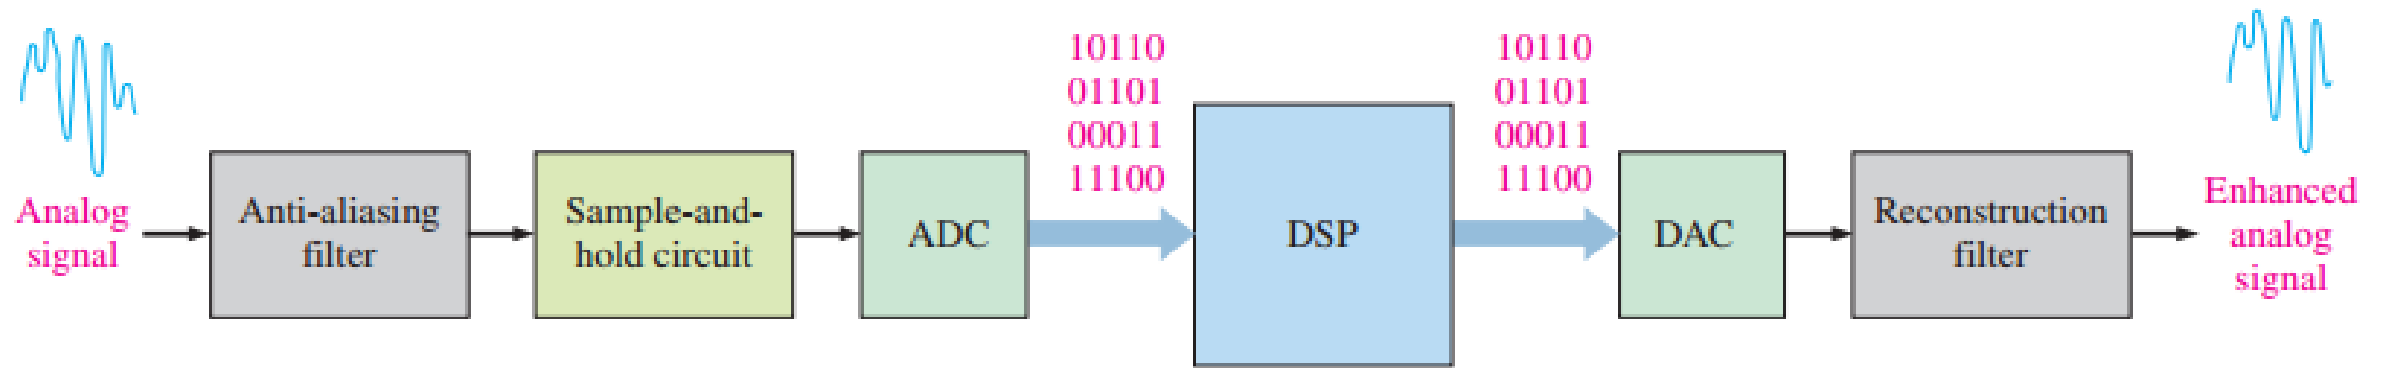 Analog
signal
Anti-aliasing
filter
Sample-and-
hold circuit
ADC
10110
01101
00011
11100
DSP
10110
01101
00011
11100
DAC
Reconstruction
filter
Enhanced
analog
signal